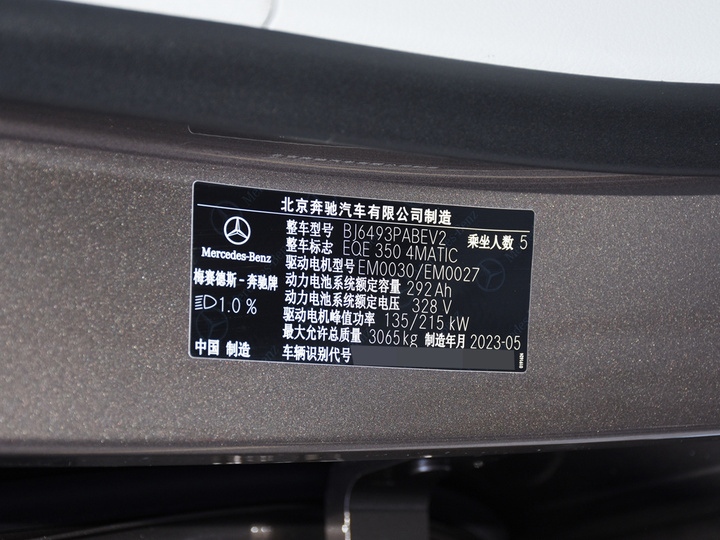 北京奔驰汽车有限公司制造
整车型号 BJ6493PABEV2 乘坐人数 5
整车标志 EQE 350 4MATIC
驱动电机型号 EM0030/EM0027
动力电池系统额定容量 292Ah
动力电池系统额定电压 328 V
驱动电机峰值功率 135/215 kW
最大允许总质量 3065kg 制造年月 2023-05
车辆识别代号
Mercedes-Benz
梅赛德斯-奔驰牌
1.0 %
中国 制造